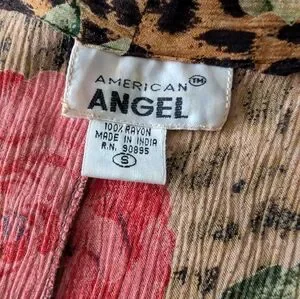 AMERICAN™
ANGEL
100% RAYON
MADE IN INDIA
R.N. 90895
S